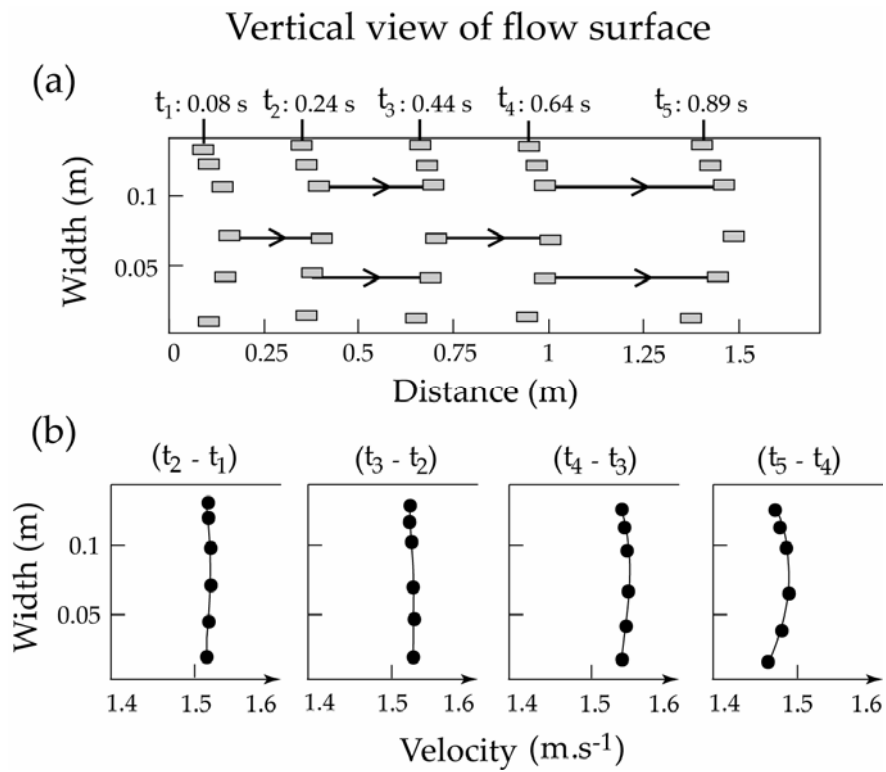 Vertical view of flow surface
(a)
t₁: 0.08 s t₂: 0.24 s t₃: 0.44 s t₄: 0.64 s t₅: 0.89 s
Width (m)
0.1
0.05
0 0.25 0.5 0.75 1 1.25 1.5
Distance (m)
(b)
(t₂ - t₁) (t₃ - t₂) (t₄ - t₃) (t₅ - t₄)
Width (m)
0.1
0.05
1.4 1.5 1.6 1.4 1.5 1.6 1.4 1.5 1.6 1.4 1.5 1.6
Velocity (m.s⁻¹)